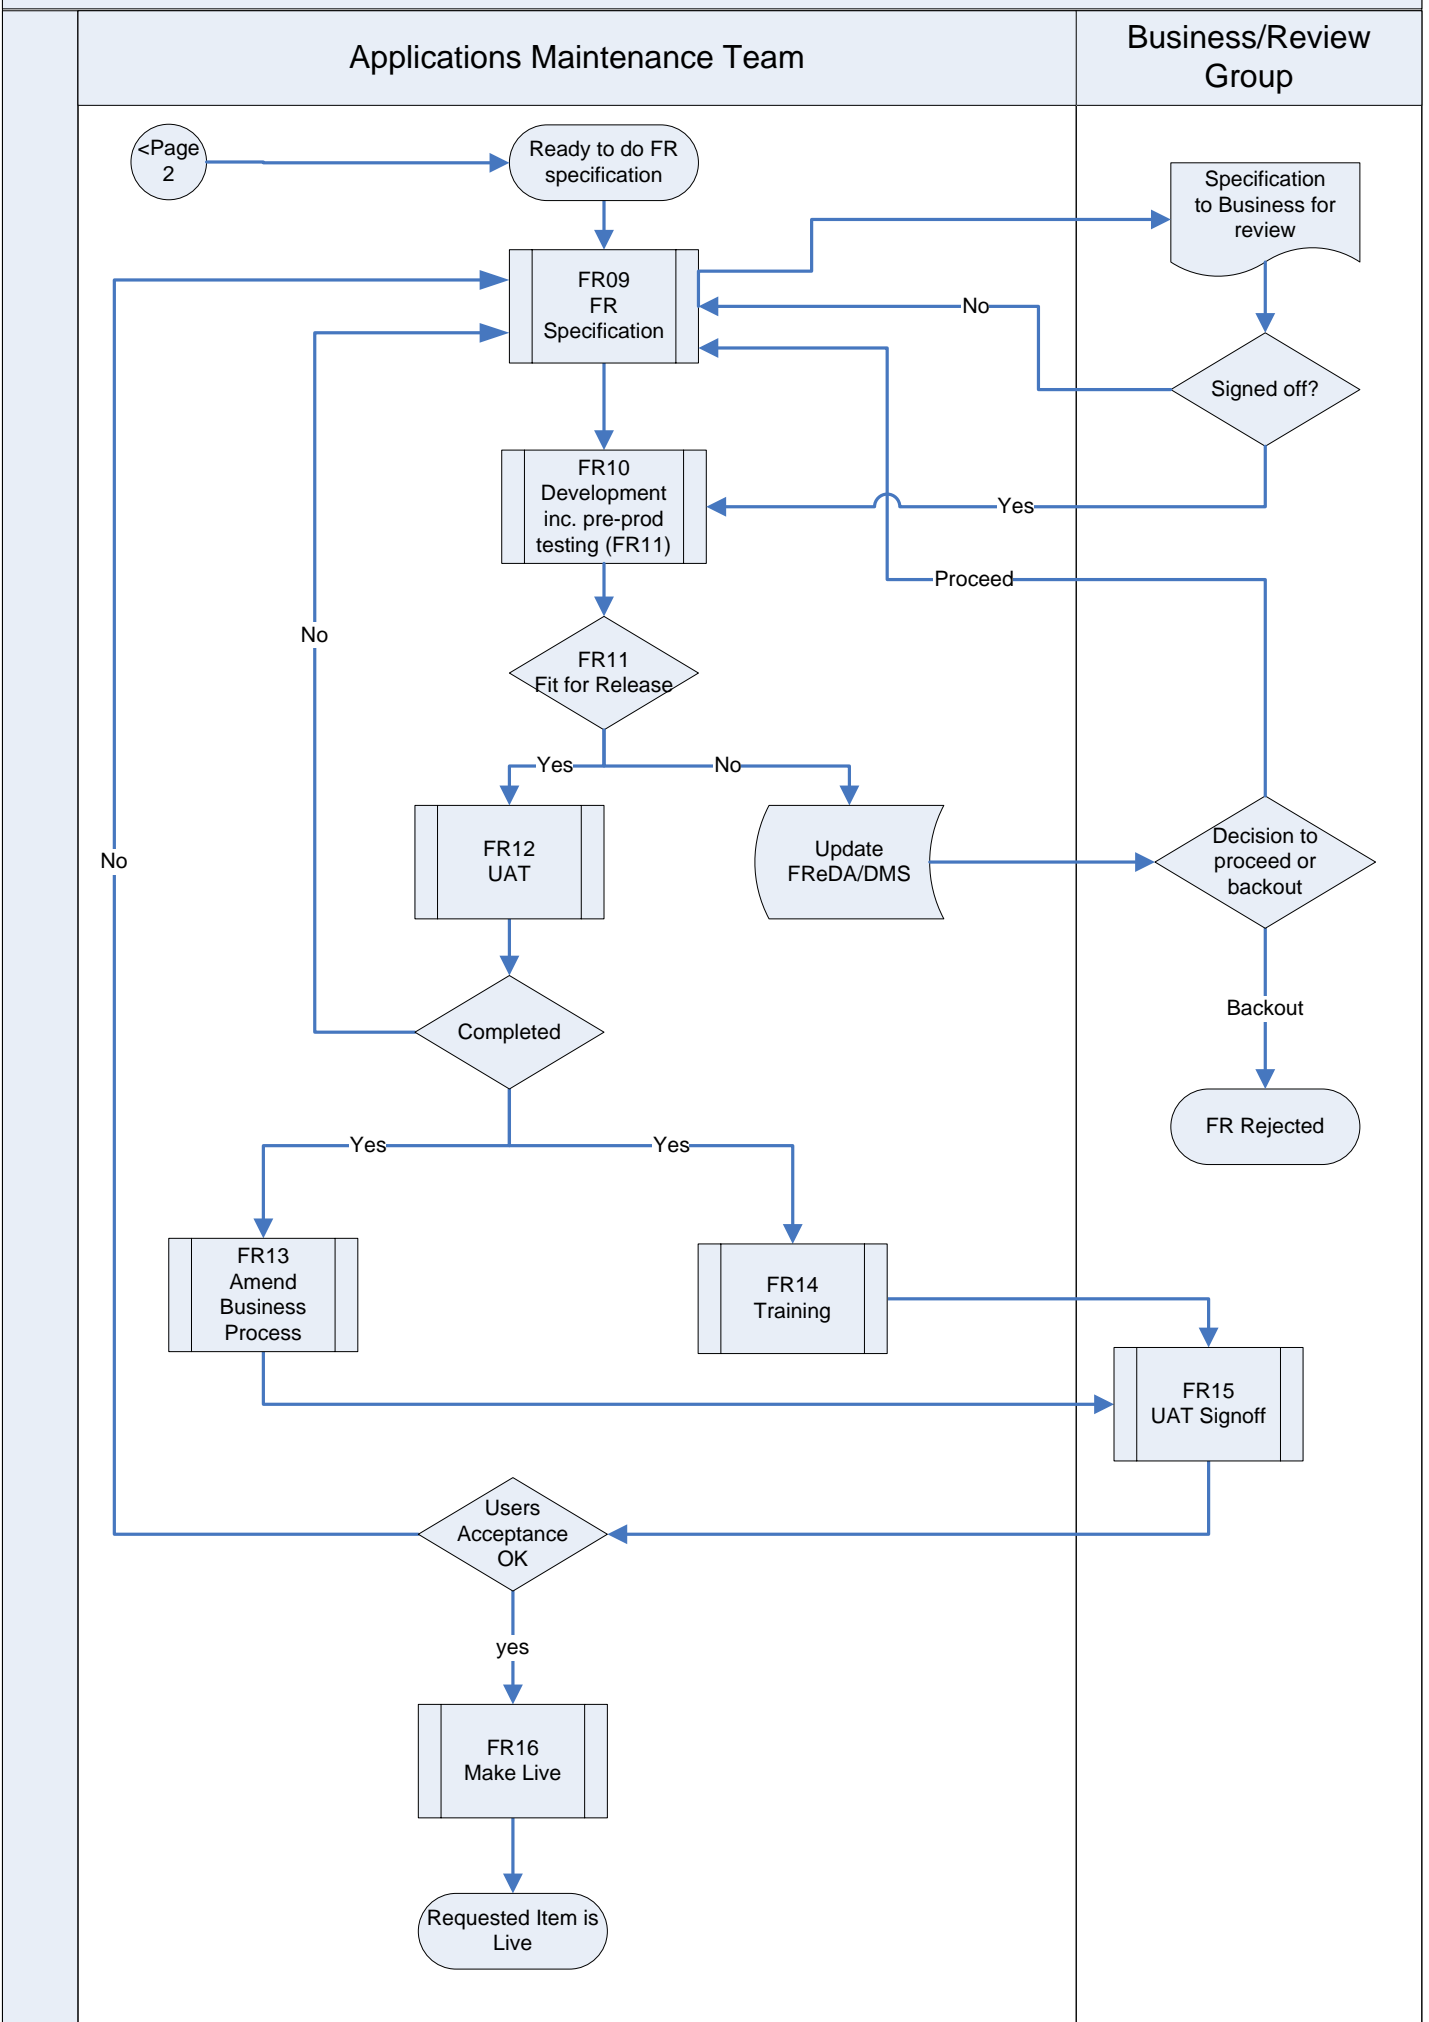 Applications Maintenance Team
Business/Review
Group
<Page
2
Ready to do FR
specification
Specification
to Business for
review
FR09
FR
Specification
No
Signed off?
FR10
Development
inc. pre-prod
testing (FR11)
Yes
Proceed
No
FR11
Fit for Release
Yes
No
FR12
UAT
Update
FReDA/DMS
Decision to
proceed or
backout
No
Completed
Backout
FR Rejected
Yes
Yes
FR13
Amend
Business
Process
FR14
Training
FR15
UAT Signoff
Users
Acceptance
OK
yes
FR16
Make Live
Requested Item is
Live